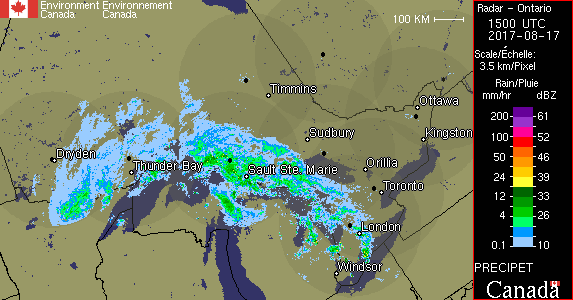 Environment Environnement
Canada Canada
100 KM
Timmins
Ottawa
Sudbury
Kingston
Dryden
Thunder Bay
Sault Ste. Marie
Orillia
Toronto
London
Windsor
Radar - Ontario
1500 UTC
2017-08-17
Scale/Échelle:
3.5 km/Pixel
Rain/Pluie
mm/hr dBZ
200 61
100 52
50 46
24 39
12 33
4 26
0.1 10
PRECIPET
Canada